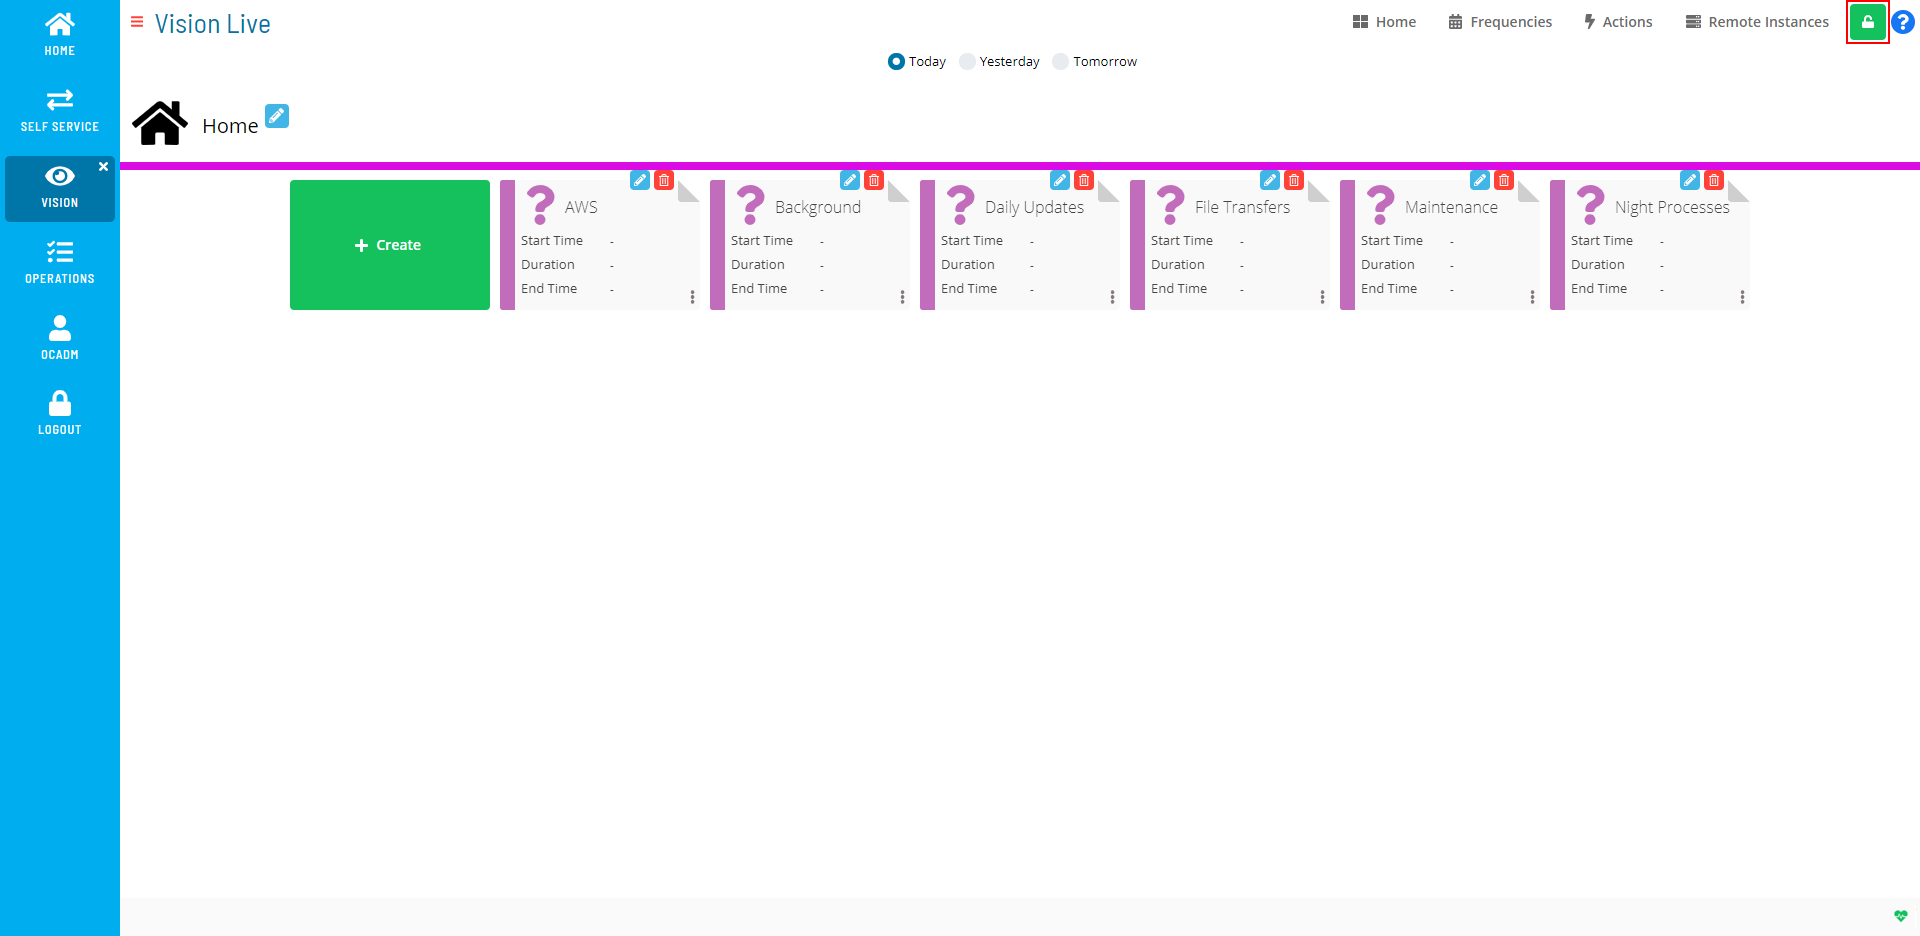 HOME
SELF SERVICE
VISION
OPERATIONS
OCADM
LOGOUT
Vision Live
Home Frequencies Actions Remote Instances ?
Today Yesterday Tomorrow
Home
+ Create
? AWS
Start Time -
Duration -
End Time -
? Background
Start Time -
Duration -
End Time -
? Daily Updates
Start Time -
Duration -
End Time -
? File Transfers
Start Time -
Duration -
End Time -
? Maintenance
Start Time -
Duration -
End Time -
? Night Processes
Start Time -
Duration -
End Time -